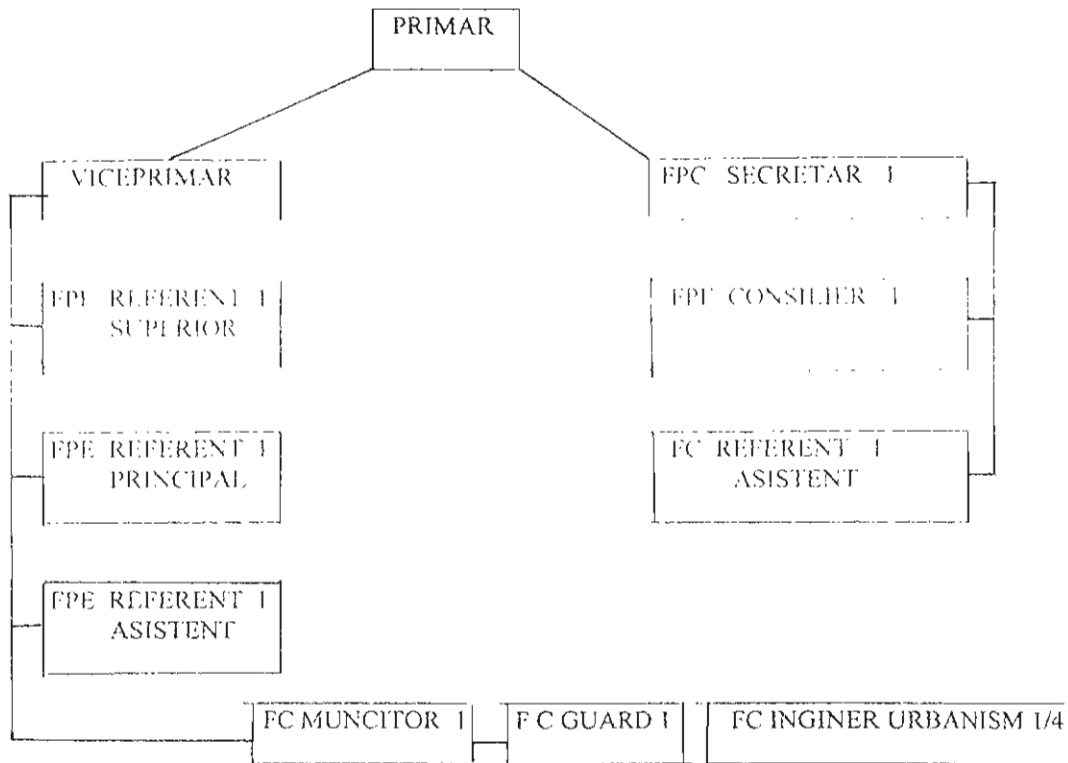 PRIMAR
VICEPRIMAR
FPC SECRETAR 1
FPE REFERENT 1
SUPERIOR
FPE CONSILIER 1
FPE REFERENT 1
PRINCIPAL
FC REFERENT 1
ASISTENT
FPE REFERENT 1
ASISTENT
FC MUNCITOR 1
F C GUARD 1
FC INGINER URBANISM 1/4